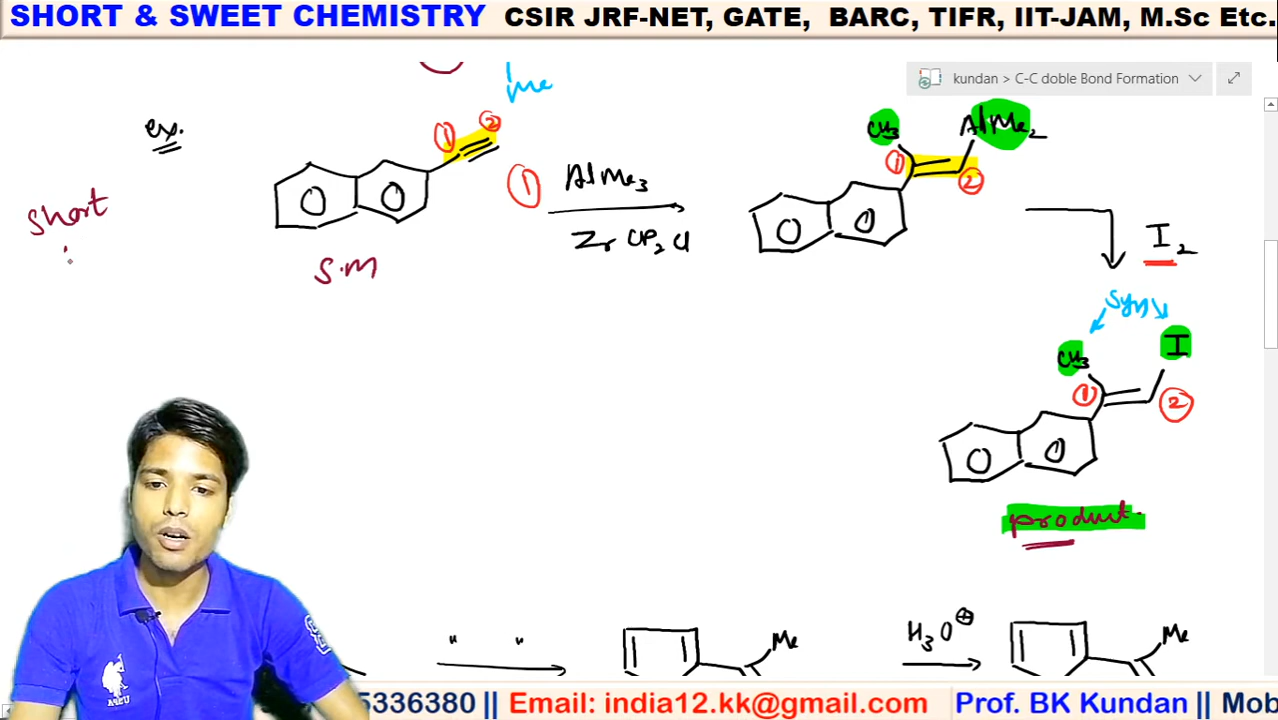 SHORT & SWEET CHEMISTRY CSIR JRF-NET, GATE, BARC, TIFR, IIT-JAM, M.Sc Etc.
kundan > C-C doble Bond Formation
Me
ex.
① ②
① AlMe3
ZrCp2Cl
CH3 AlMe2
① ②
I2
short
S.M
Syn
CH3 I
① ②
product.
" "
Me
H3O⊕
Me
5336380 || Email: india12.kk@gmail.com Prof. BK Kundan || Mob